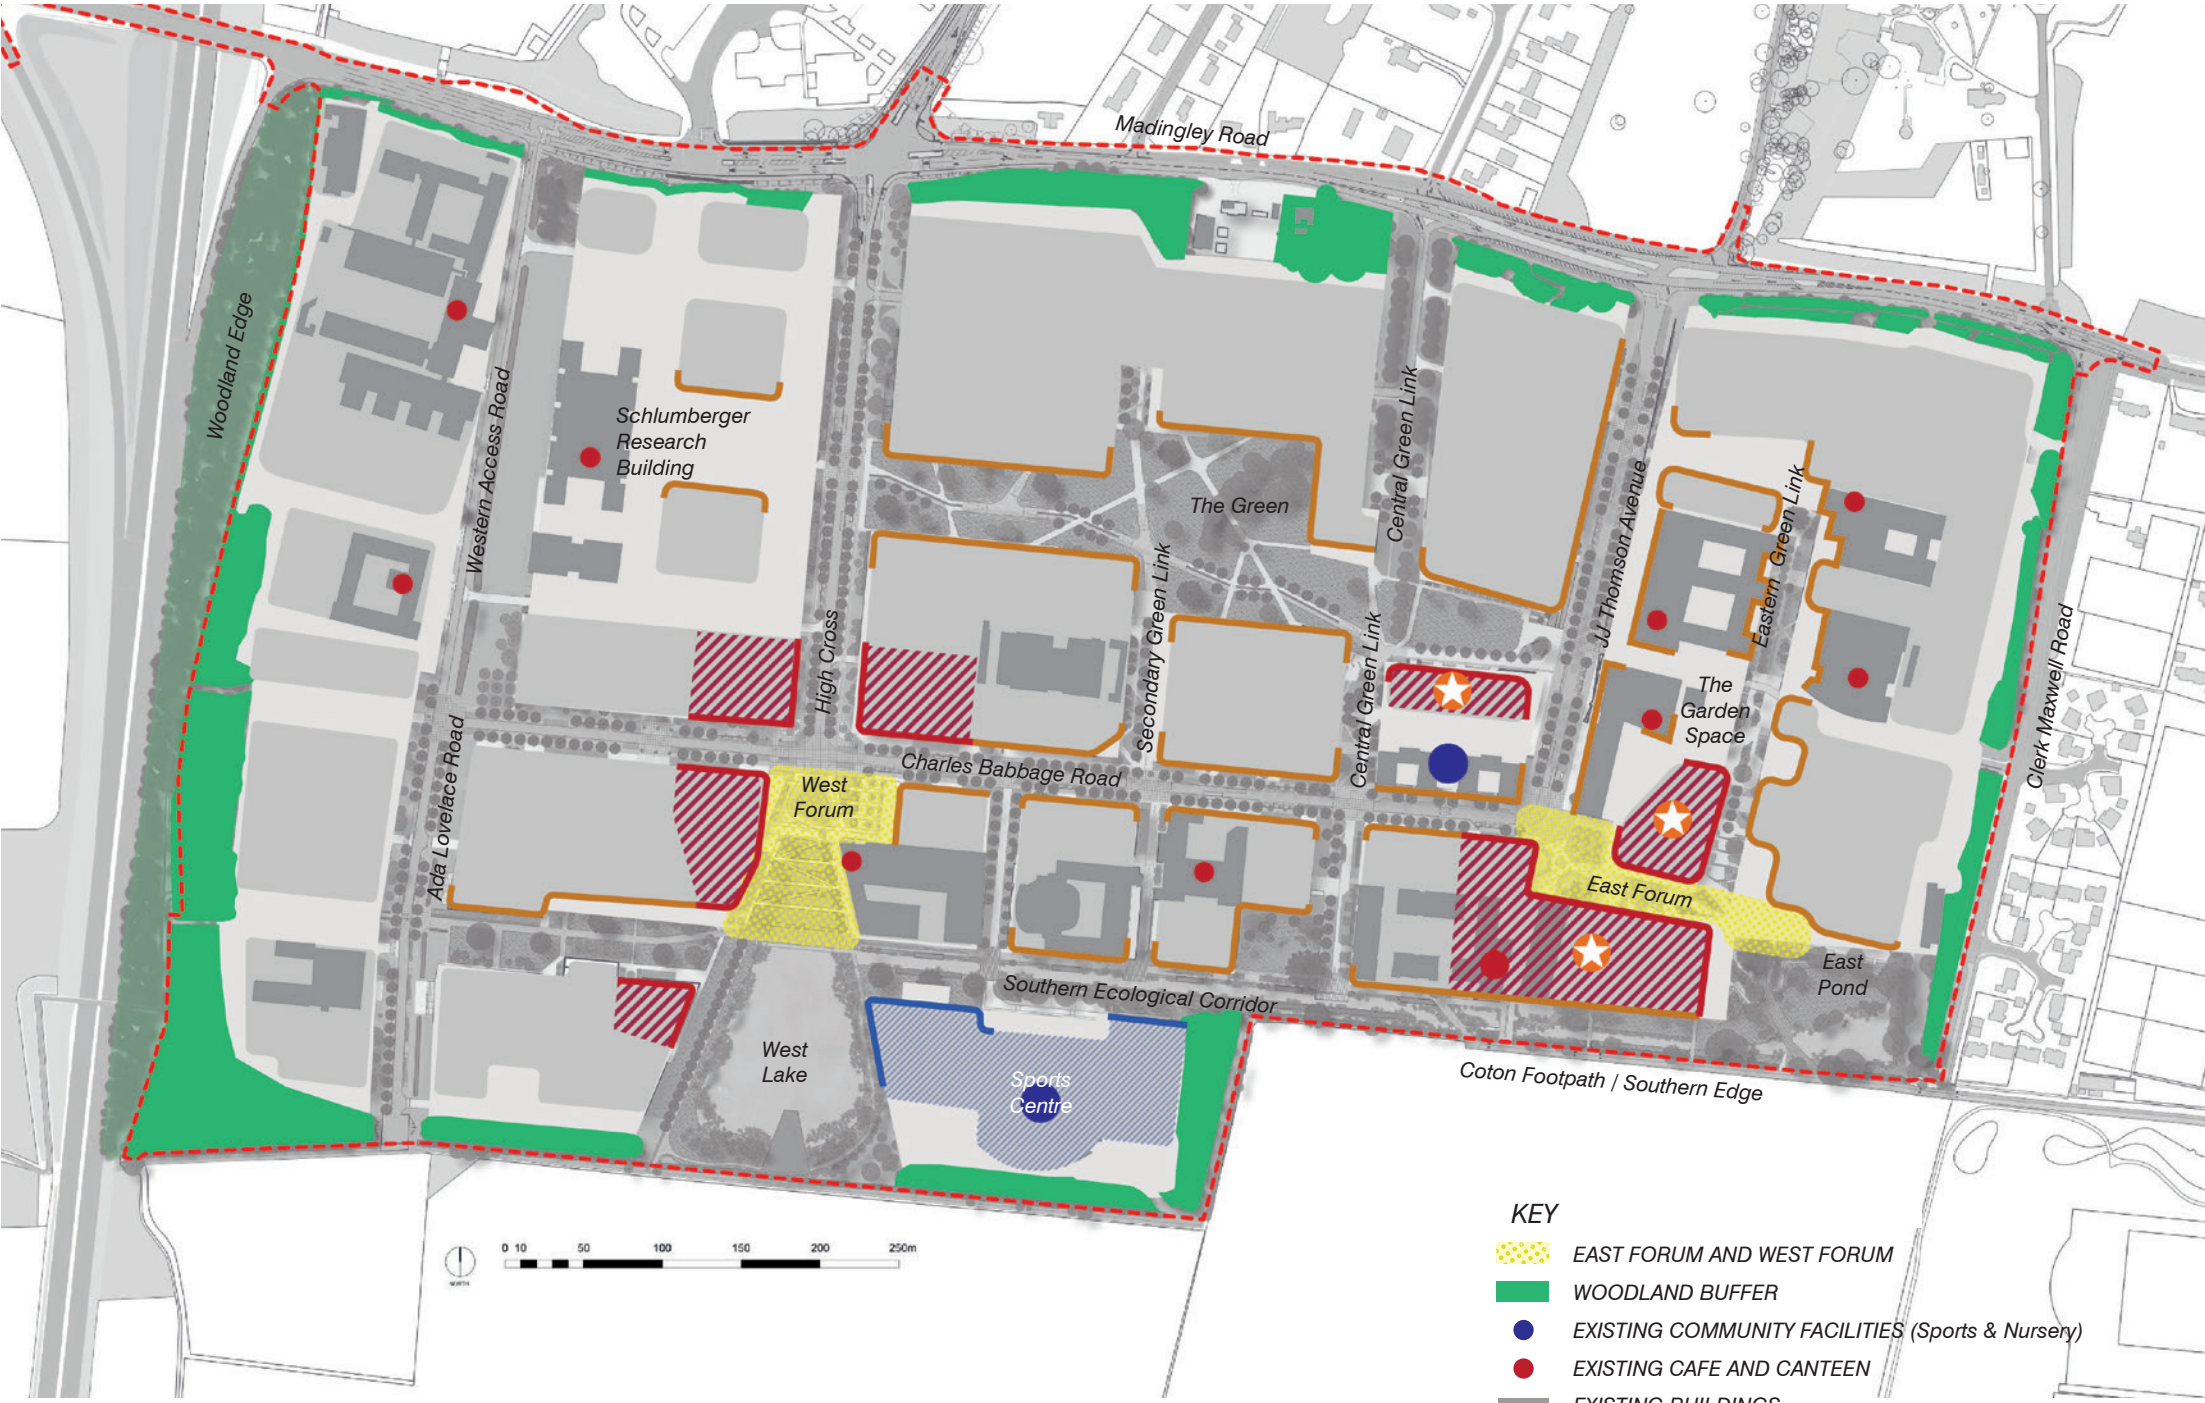 Madingley Road
Woodland Edge
Western Access Road
Schlumberger
Research
Building
Central Green Link
The Green
JJ Thomson Avenue
Eastern Green Link
High Cross
Secondary Green Link
Central Green Link
The
Garden
Space
Clerk Maxwell Road
Ada Lovelace Road
Charles Babbage Road
West
Forum
East Forum
East
Pond
Southern Ecological Corridor
West
Lake
Sports
Centre
Coton Footpath / Southern Edge
NORTH
0 10 50 100 150 200 250m
KEY
EAST FORUM AND WEST FORUM
WOODLAND BUFFER
EXISTING COMMUNITY FACILITIES (Sports & Nursery)
EXISTING CAFE AND CANTEEN
EXISTING BUILDINGS